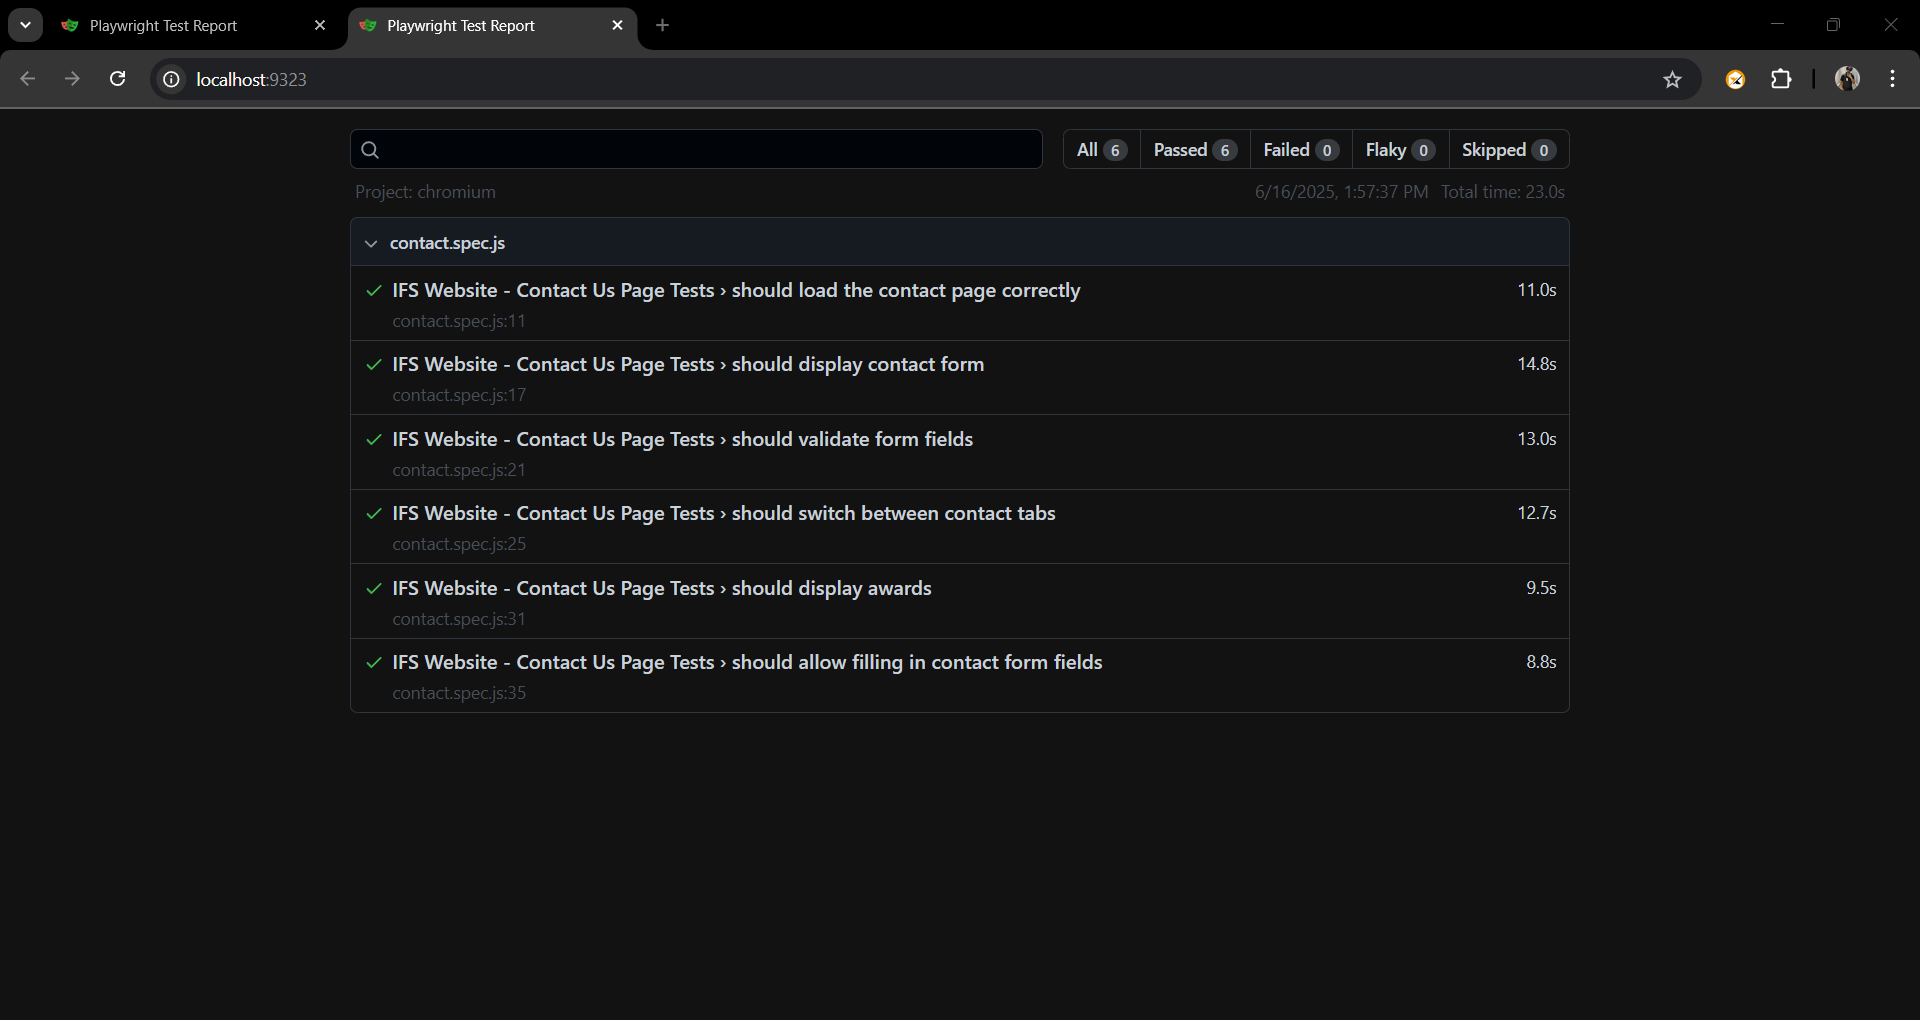 Playwright Test Report
Playwright Test Report
localhost:9323
All 6
Passed 6
Failed 0
Flaky 0
Skipped 0
Project: chromium
6/16/2025, 1:57:37 PM Total time: 23.0s
contact.spec.js
IFS Website - Contact Us Page Tests › should load the contact page correctly 11.0s
contact.spec.js:11
IFS Website - Contact Us Page Tests › should display contact form 14.8s
contact.spec.js:17
IFS Website - Contact Us Page Tests › should validate form fields 13.0s
contact.spec.js:21
IFS Website - Contact Us Page Tests › should switch between contact tabs 12.7s
contact.spec.js:25
IFS Website - Contact Us Page Tests › should display awards 9.5s
contact.spec.js:31
IFS Website - Contact Us Page Tests › should allow filling in contact form fields 8.8s
contact.spec.js:35